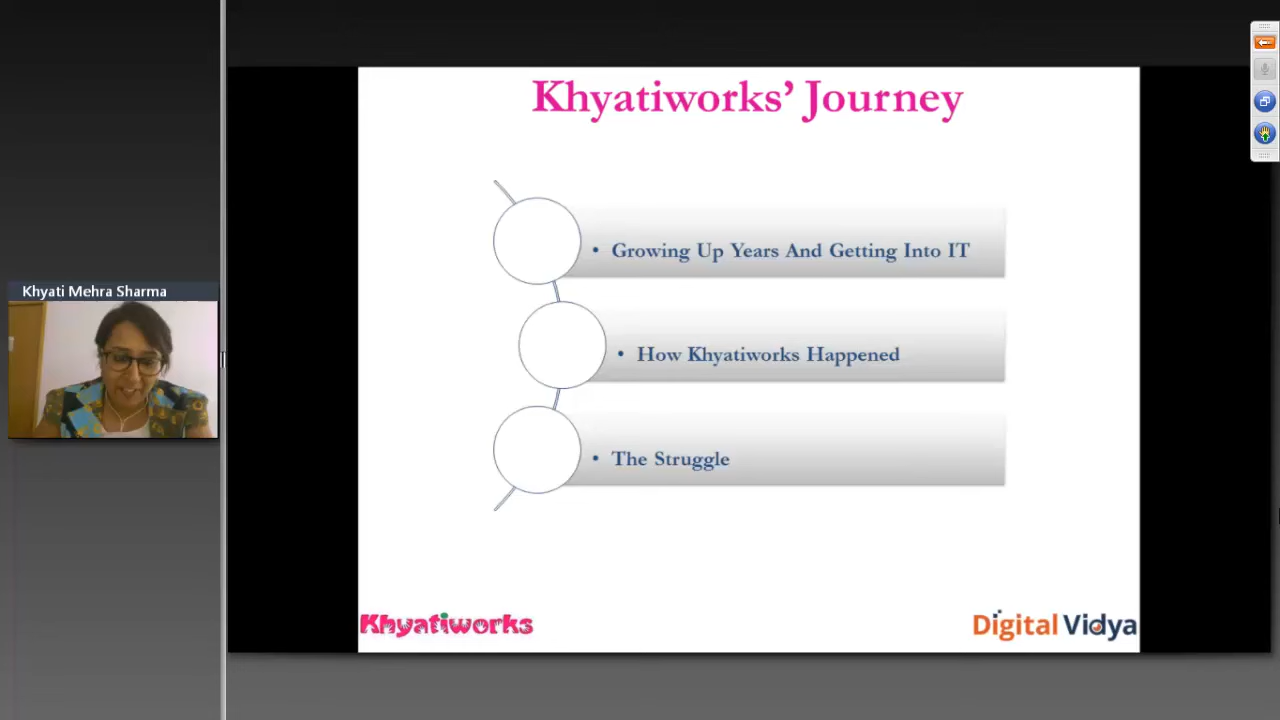 Khyatiworks’ Journey
Khyati Mehra Sharma
• Growing Up Years And Getting Into IT
• How Khyatiworks Happened
• The Struggle
Khyatiworks
Digital Vidya